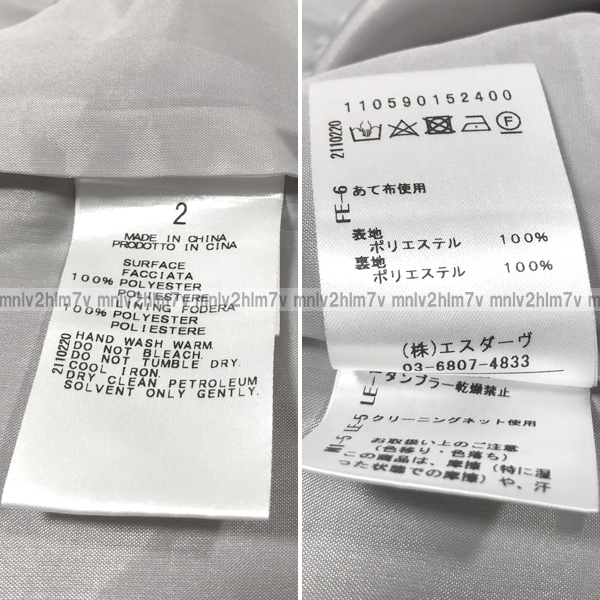 2
MADE IN CHINA
PRODOTTO IN CINA
SURFACE
FACCIATA
100% POLYESTER
POLIESTERE
LINING FODERA
100% POLYESTER
POLIESTERE
2110220
HAND WASH WARM.
DO NOT BLEACH.
DO NOT TUMBLE DRY.
COOL IRON.
DRY CLEAN PETROLEUM
SOLVENT ONLY GENTLY.
110590152400
2110220
FE-6
あて布使用
表地
ポリエステル 100%
裏地
ポリエステル 100%
(株)エスダーヴ
03-6807-4833
タンブラー乾燥禁止
LE-5
クリーニングネット使用
お取扱い上のご注意
(色移り・色落ち)
この商品は、摩擦(特に湿
った状態での摩擦)や、汗
mnlv2hlm7v mnlv2hlm7v mnlv2hlm7v mnlv2hlm7v mnlv2hlm7v mnlv2hlm7v